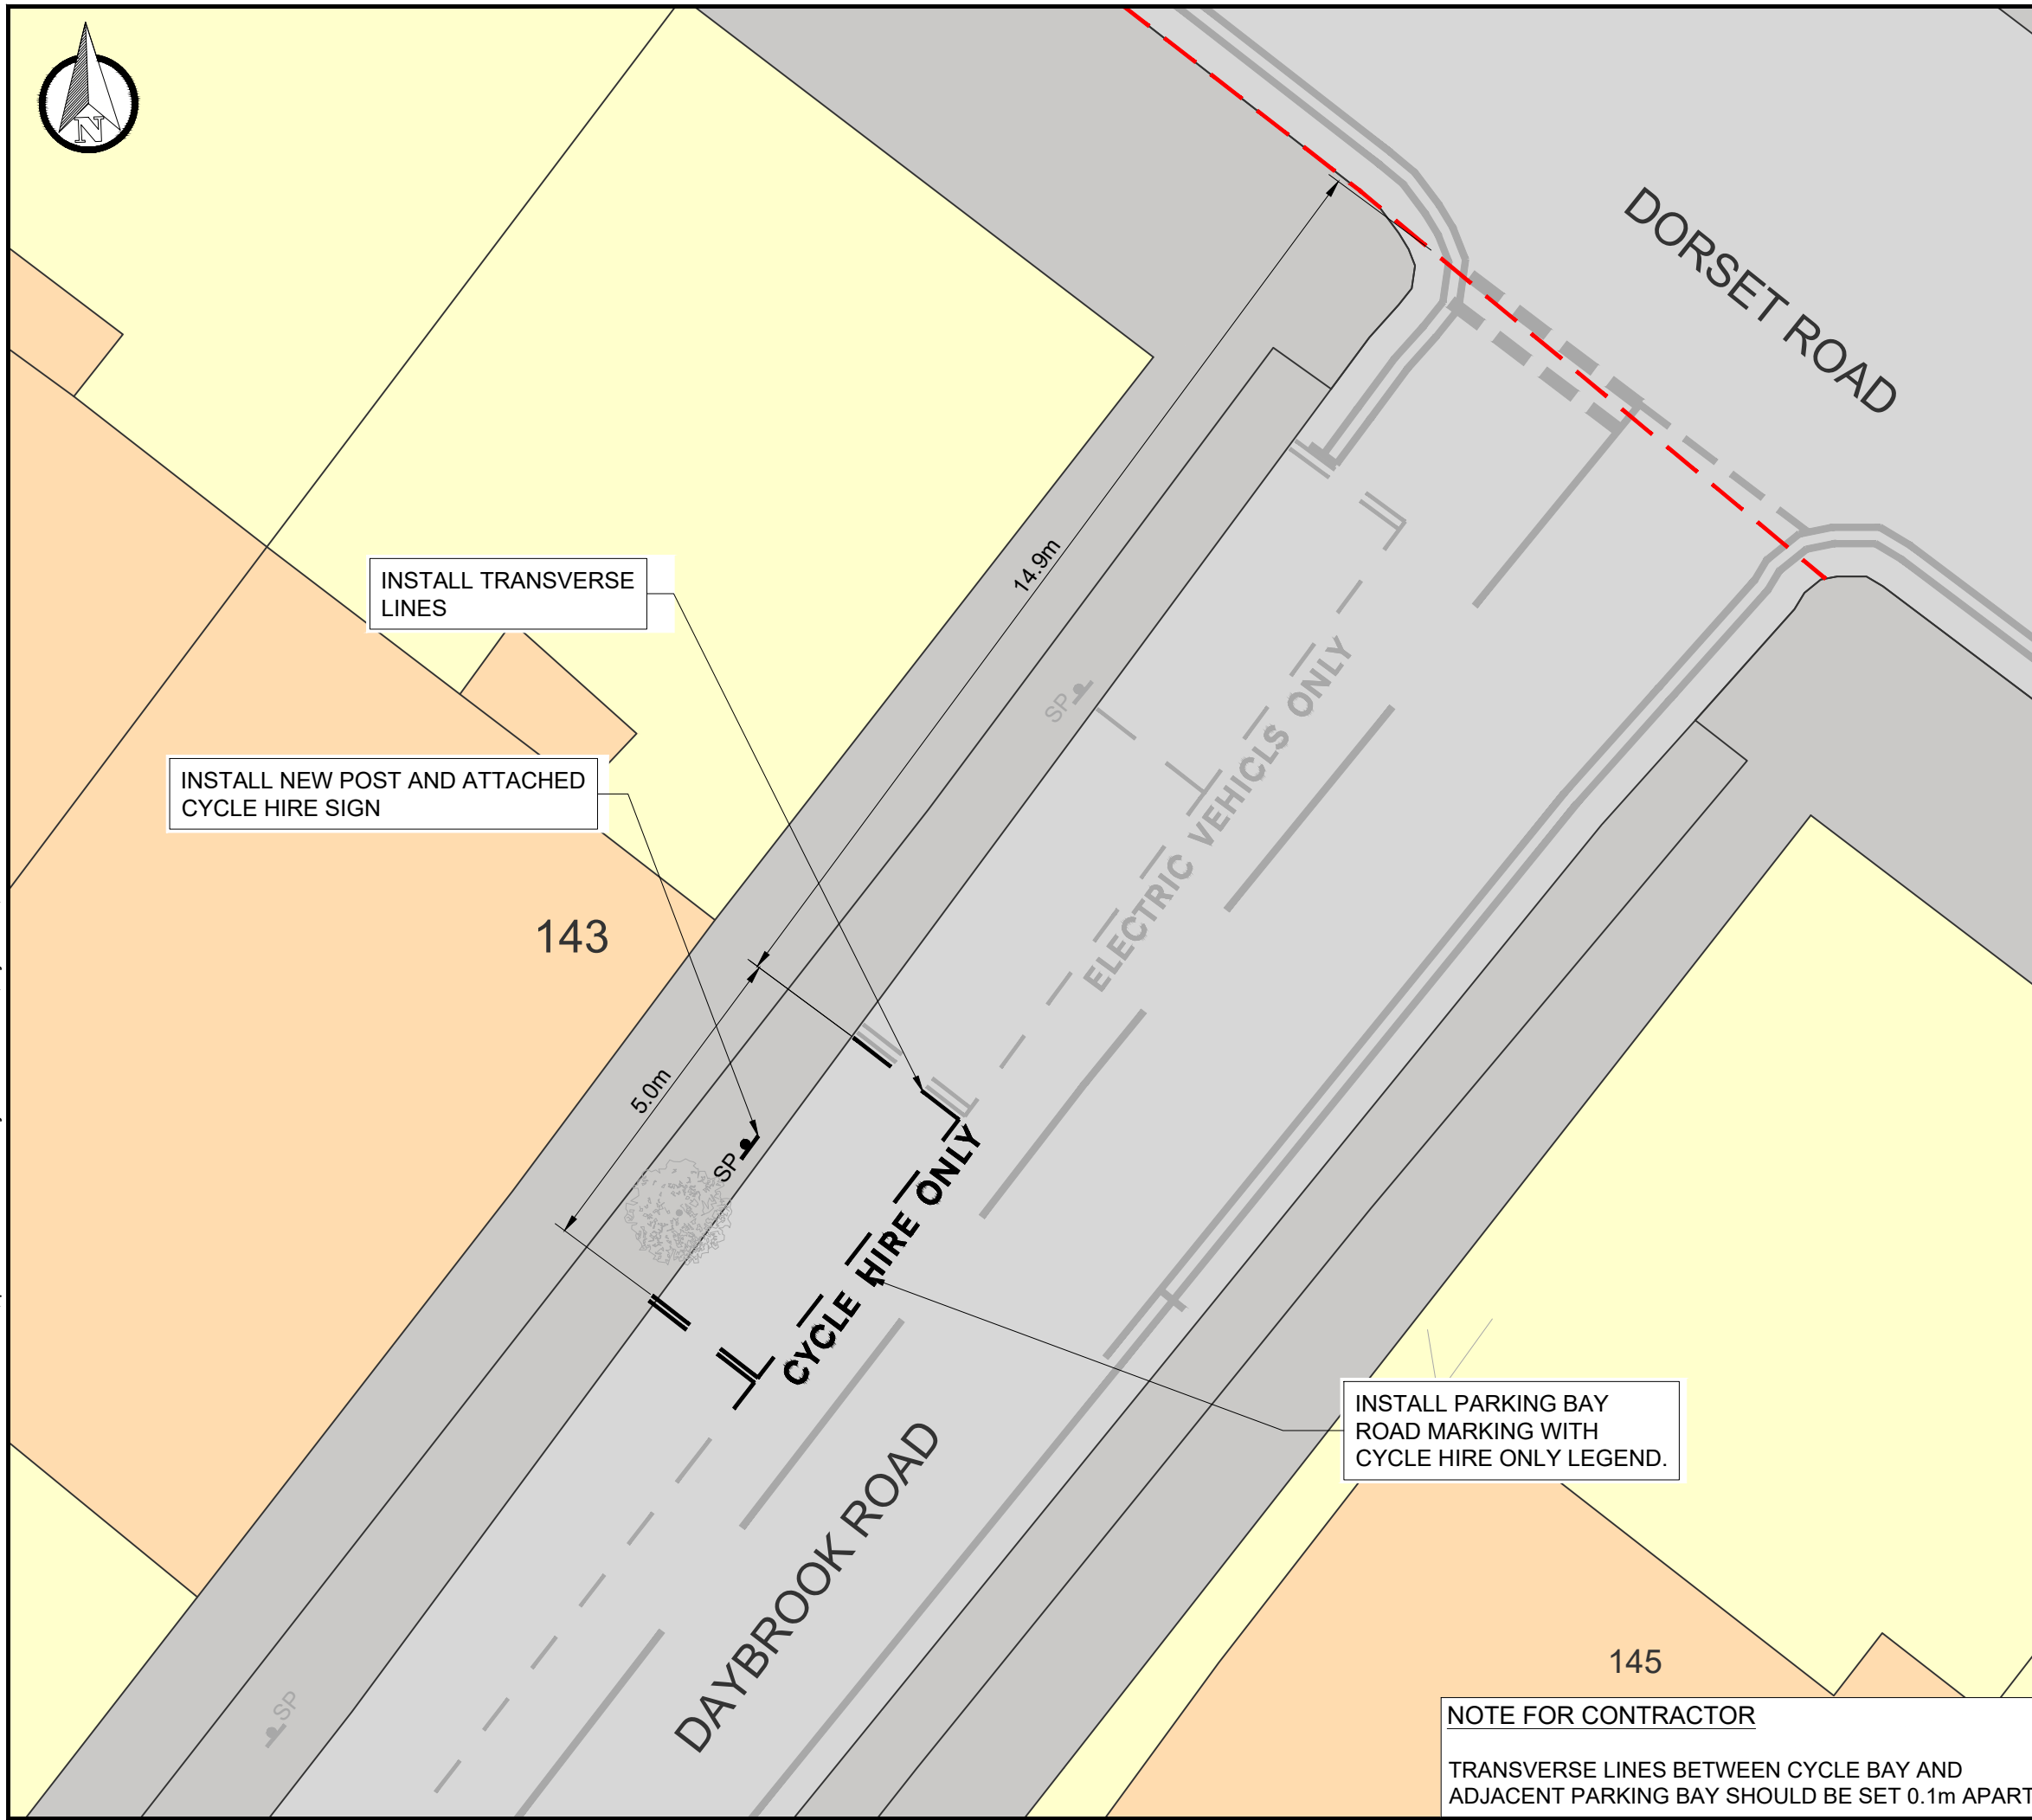 N
DORSET ROAD
14.9m
INSTALL TRANSVERSE
LINES
SP
ELECTRIC VEHICLS ONLY
INSTALL NEW POST AND ATTACHED
CYCLE HIRE SIGN
143
5.0m
SP
CYCLE HIRE ONLY
INSTALL PARKING BAY
ROAD MARKING WITH
CYCLE HIRE ONLY LEGEND.
DAYBROOK ROAD
145
SP
NOTE FOR CONTRACTOR
TRANSVERSE LINES BETWEEN CYCLE BAY AND
ADJACENT PARKING BAY SHOULD BE SET 0.1m APART